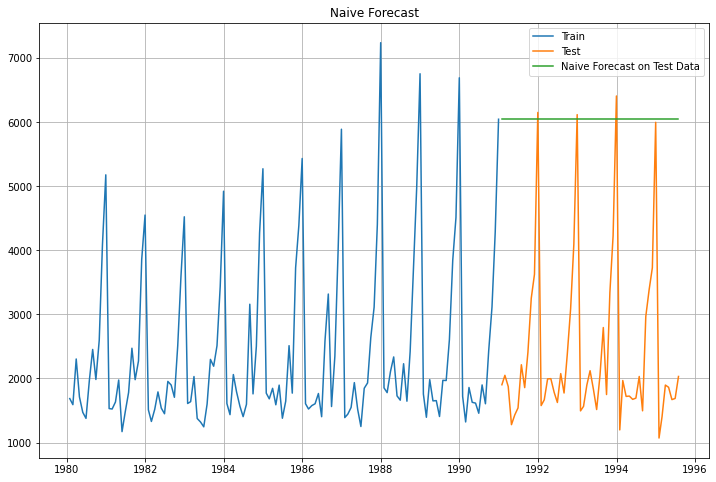 Naive Forecast
Train
Test
Naive Forecast on Test Data
7000
6000
5000
4000
3000
2000
1000
1980 1982 1984 1986 1988 1990 1992 1994 1996